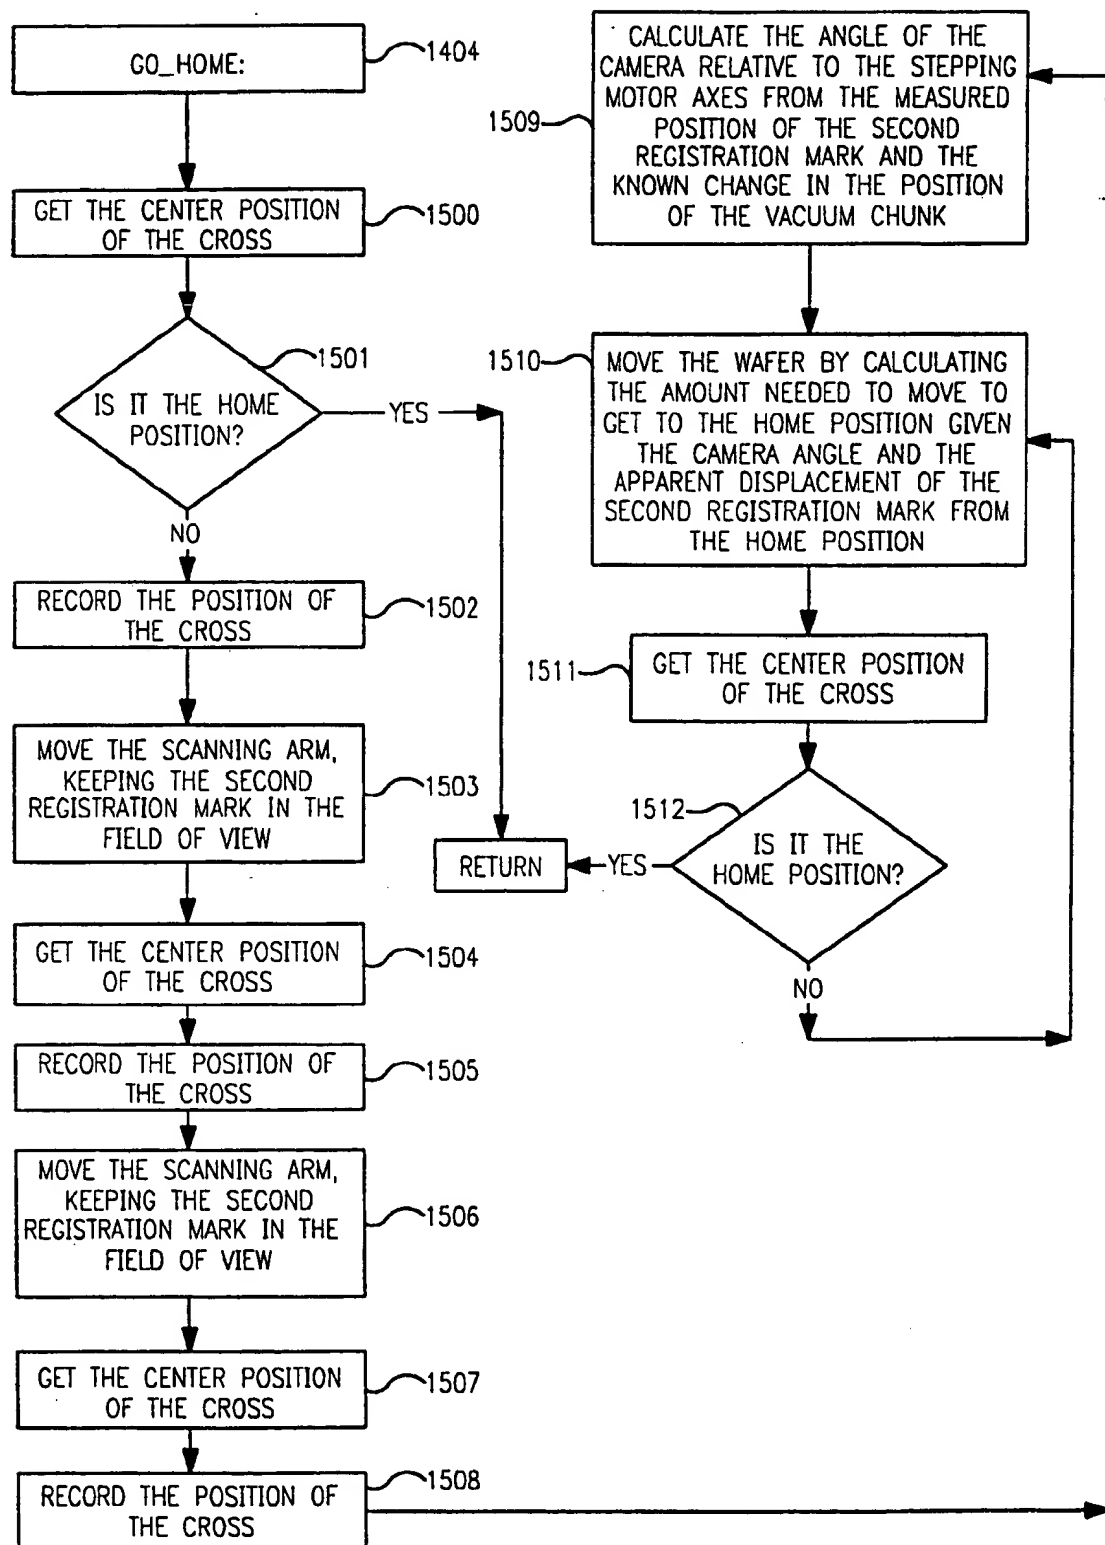 GO_HOME:
1404
GET THE CENTER POSITION
OF THE CROSS
1500
1501
IS IT THE HOME
POSITION?
YES
NO
RECORD THE POSITION OF
THE CROSS
1502
MOVE THE SCANNING ARM,
KEEPING THE SECOND
REGISTRATION MARK IN THE
FIELD OF VIEW
1503
GET THE CENTER POSITION
OF THE CROSS
1504
RECORD THE POSITION OF
THE CROSS
1505
MOVE THE SCANNING ARM,
KEEPING THE SECOND
REGISTRATION MARK IN THE
FIELD OF VIEW
1506
GET THE CENTER POSITION
OF THE CROSS
1507
RECORD THE POSITION OF
THE CROSS
1508
CALCULATE THE ANGLE OF THE
CAMERA RELATIVE TO THE STEPPING
MOTOR AXES FROM THE MEASURED
POSITION OF THE SECOND
REGISTRATION MARK AND THE
KNOWN CHANGE IN THE POSITION
OF THE VACUUM CHUNK
1509
1510
MOVE THE WAFER BY CALCULATING
THE AMOUNT NEEDED TO MOVE TO
GET TO THE HOME POSITION GIVEN
THE CAMERA ANGLE AND THE
APPARENT DISPLACEMENT OF THE
SECOND REGISTRATION MARK FROM
THE HOME POSITION
1511
GET THE CENTER POSITION
OF THE CROSS
1512
IS IT THE
HOME POSITION?
YES
RETURN
NO